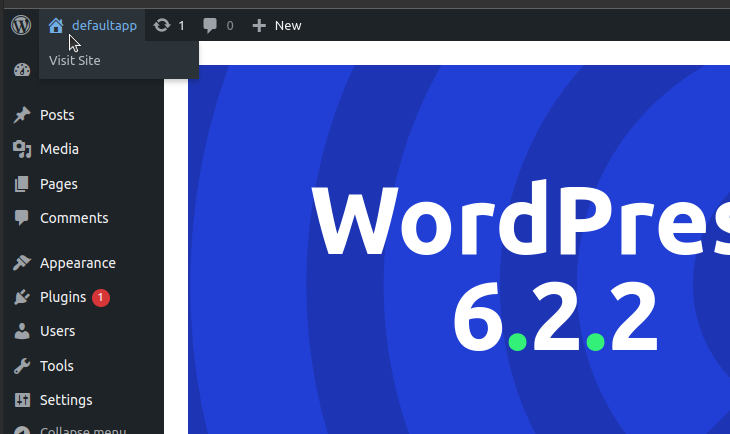 defaultapp 1 0 New
Visit Site
Posts
Media
Pages
Comments
Appearance
Plugins 1
Users
Tools
Settings
Collapse menu
WordPres
6.2.2